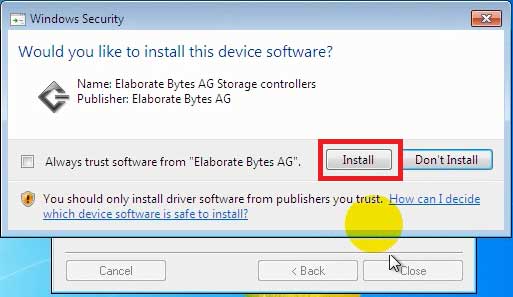 Windows Security
Would you like to install this device software?
Name: Elaborate Bytes AG Storage controllers
Publisher: Elaborate Bytes AG
Always trust software from "Elaborate Bytes AG".
Install
Don't Install
You should only install driver software from publishers you trust. How can I decide
which device software is safe to install?
Cancel
< Back
Close